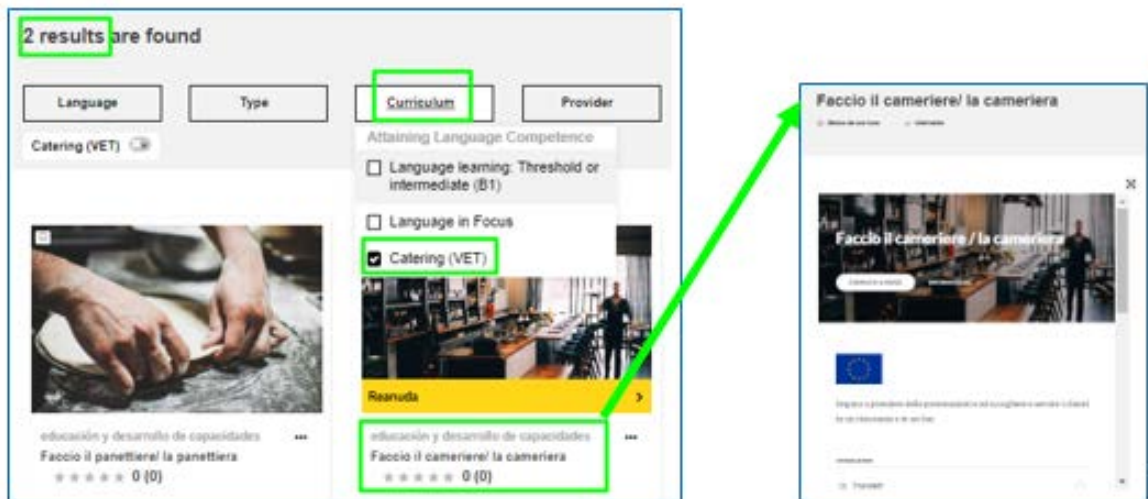 2 results are found
Language
Type
Curriculum
Provider
Catering (VET)
Attaining Language Competence
Language learning: Threshold or
intermediate (B1)
Language in Focus
Catering (VET)
Reanuda
educación y desarrollo de capacidades
Faccio il panettiere/ la panettiera
0 (0)
educación y desarrollo de capacidades
Faccio il cameriere/ la cameriera
0 (0)
Faccio il cameriere/ la cameriera
Faccio il cameriere / la cameriera